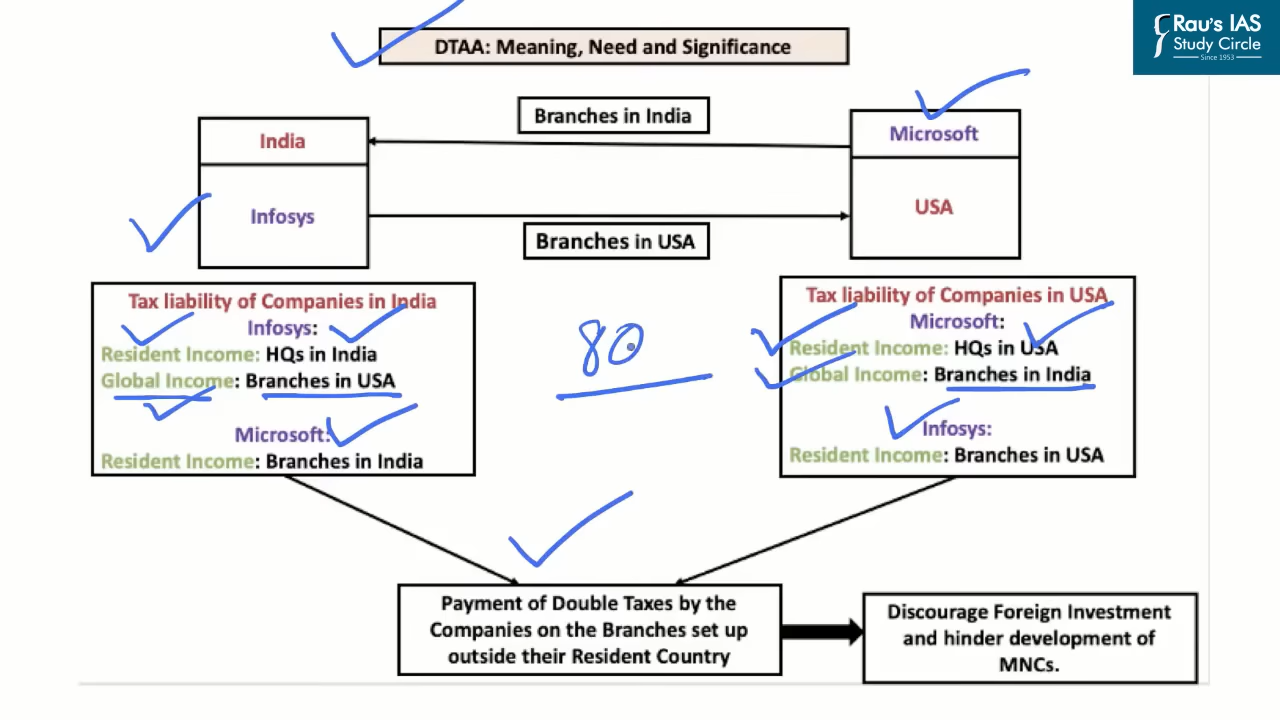 Rau's IAS
Study Circle
Since 1953
DTAA: Meaning, Need and Significance
Branches in India
India
Infosys
Microsoft
USA
Branches in USA
Tax liability of Companies in India
Infosys:
Resident Income: HQs in India
Global Income: Branches in USA
Microsoft:
Resident Income: Branches in India
80
Tax liability of Companies in USA
Microsoft:
Resident Income: HQs in USA
Global Income: Branches in India
Infosys:
Resident Income: Branches in USA
Payment of Double Taxes by the
Companies on the Branches set up
outside their Resident Country
Discourage Foreign Investment
and hinder development of
MNCs.